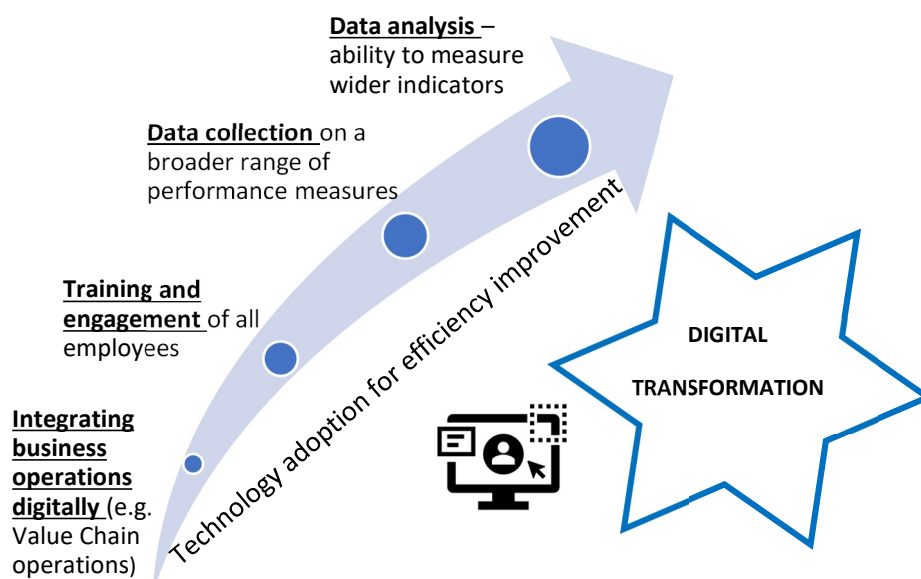 Data analysis –
ability to measure
wider indicators
Data collection on a
broader range of
performance measures
Training and
engagement of all
employees
Integrating
business
operations
digitally (e.g.
Value Chain
operations)
Technology adoption for efficiency improvement
DIGITAL
TRANSFORMATION